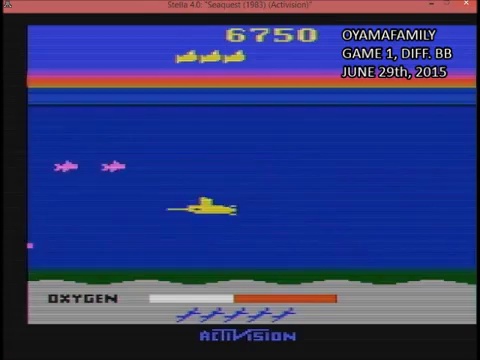 Stella 4.0: "Seaquest (1983) (Activision)"
6750
OYAMAFAMILY
GAME 1, DIFF. BB
JUNE 29th, 2015
OXYGEN
ACTIVISION